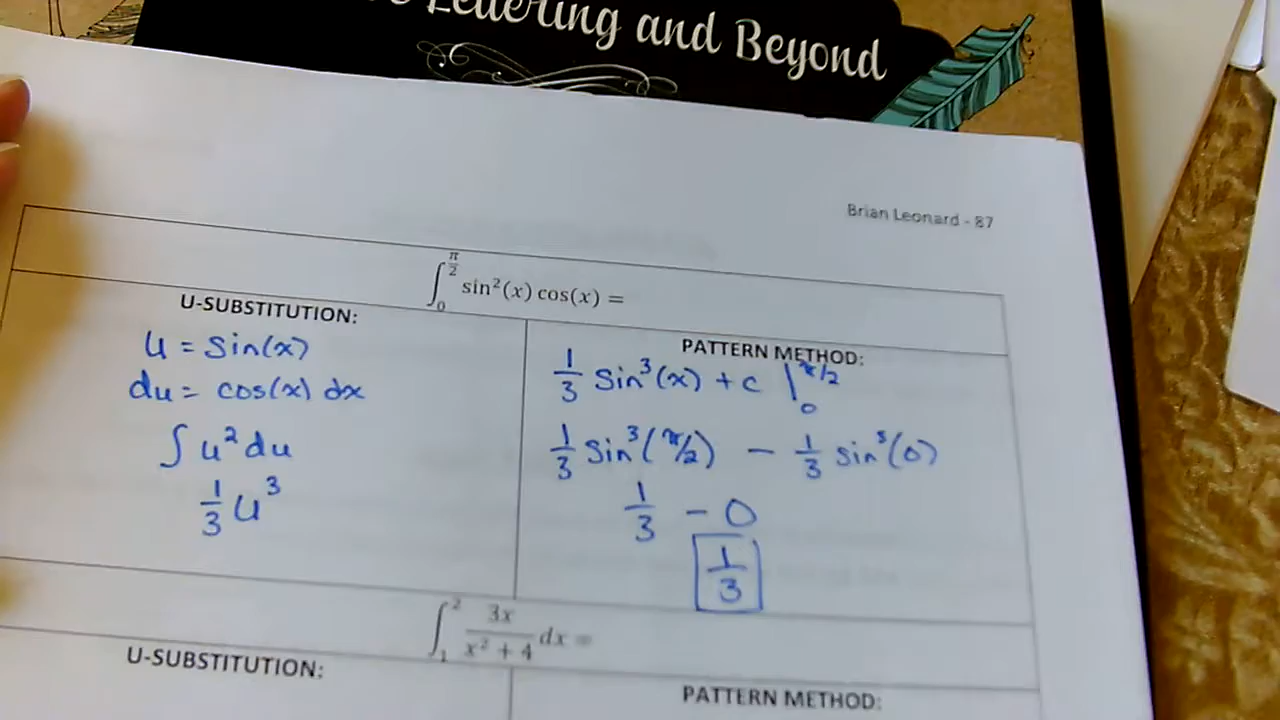 Lettering and Beyond
Brian Leonard - 87
∫₀^(π/2) sin²(x) cos(x) =
U-SUBSTITUTION:
u = sin(x)
du = cos(x) dx
∫ u² du
1/3 u³
PATTERN METHOD:
1/3 sin³(x) + c |₀^(π/2)
1/3 sin³(π/2) − 1/3 sin³(0)
1/3 − 0
1/3
∫₁² 3x/(x² + 4) dx =
U-SUBSTITUTION:
PATTERN METHOD: